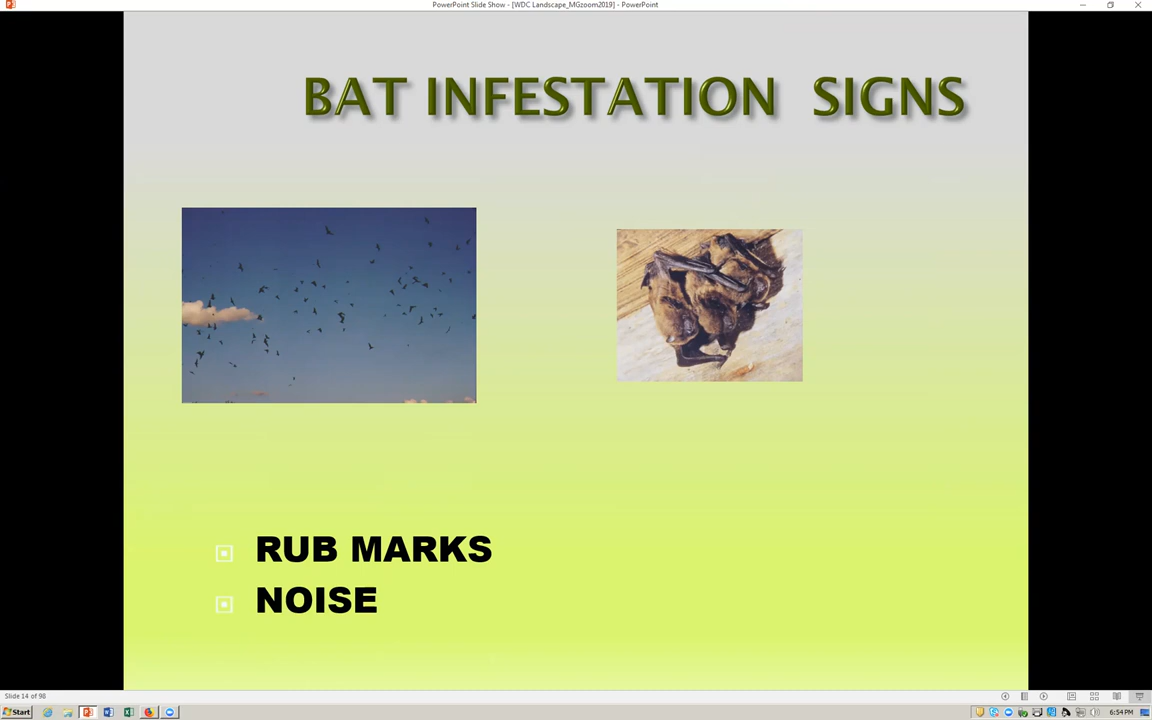 PowerPoint Slide Show - [WDC Landscape_MGzoom2019] - PowerPoint
BAT INFESTATION SIGNS
RUB MARKS
NOISE
Slide 14 of 98
Start
6:54 PM